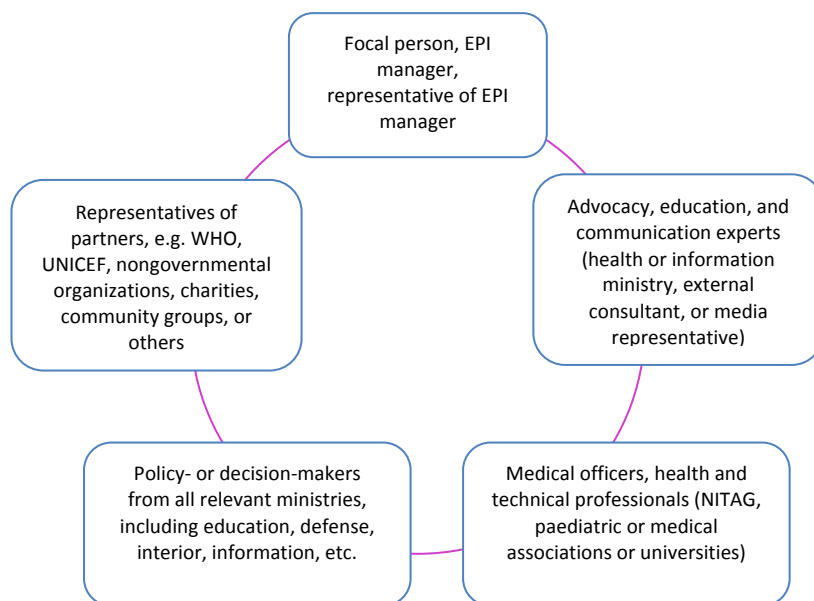 Focal person, EPI
manager,
representative of EPI
manager
Representatives of
partners, e.g. WHO,
UNICEF, nongovernmental
organizations, charities,
community groups, or
others
Advocacy, education, and
communication experts
(health or information
ministry, external
consultant, or media
representative)
Policy- or decision-makers
from all relevant ministries,
including education, defense,
interior, information, etc.
Medical officers, health and
technical professionals (NITAG,
paediatric or medical
associations or universities)